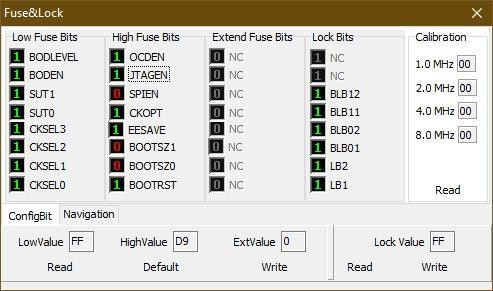 Fuse&Lock
Low Fuse Bits High Fuse Bits Extend Fuse Bits Lock Bits Calibration
1 BODLEVEL 1 OCDEN 0 NC 1 NC
1.0 MHz 00
1 BODEN 1 JTAGEN 0 NC 1 NC
1 SUT1 0 SPIEN 0 NC 1 BLB12
2.0 MHz 00
1 SUT0 1 CKOPT 0 NC 1 BLB11
4.0 MHz 00
1 CKSEL3 1 EESAVE 0 NC 1 BLB02
8.0 MHz 00
1 CKSEL2 0 BOOTSZ1 0 NC 1 BLB01
1 CKSEL1 0 BOOTSZ0 0 NC 1 LB2
1 CKSEL0 1 BOOTRST 0 NC 1 LB1
Read
ConfigBit Navigation
LowValue FF HighValue D9 ExtValue 0 Lock Value FF
Read Default Write Read Write